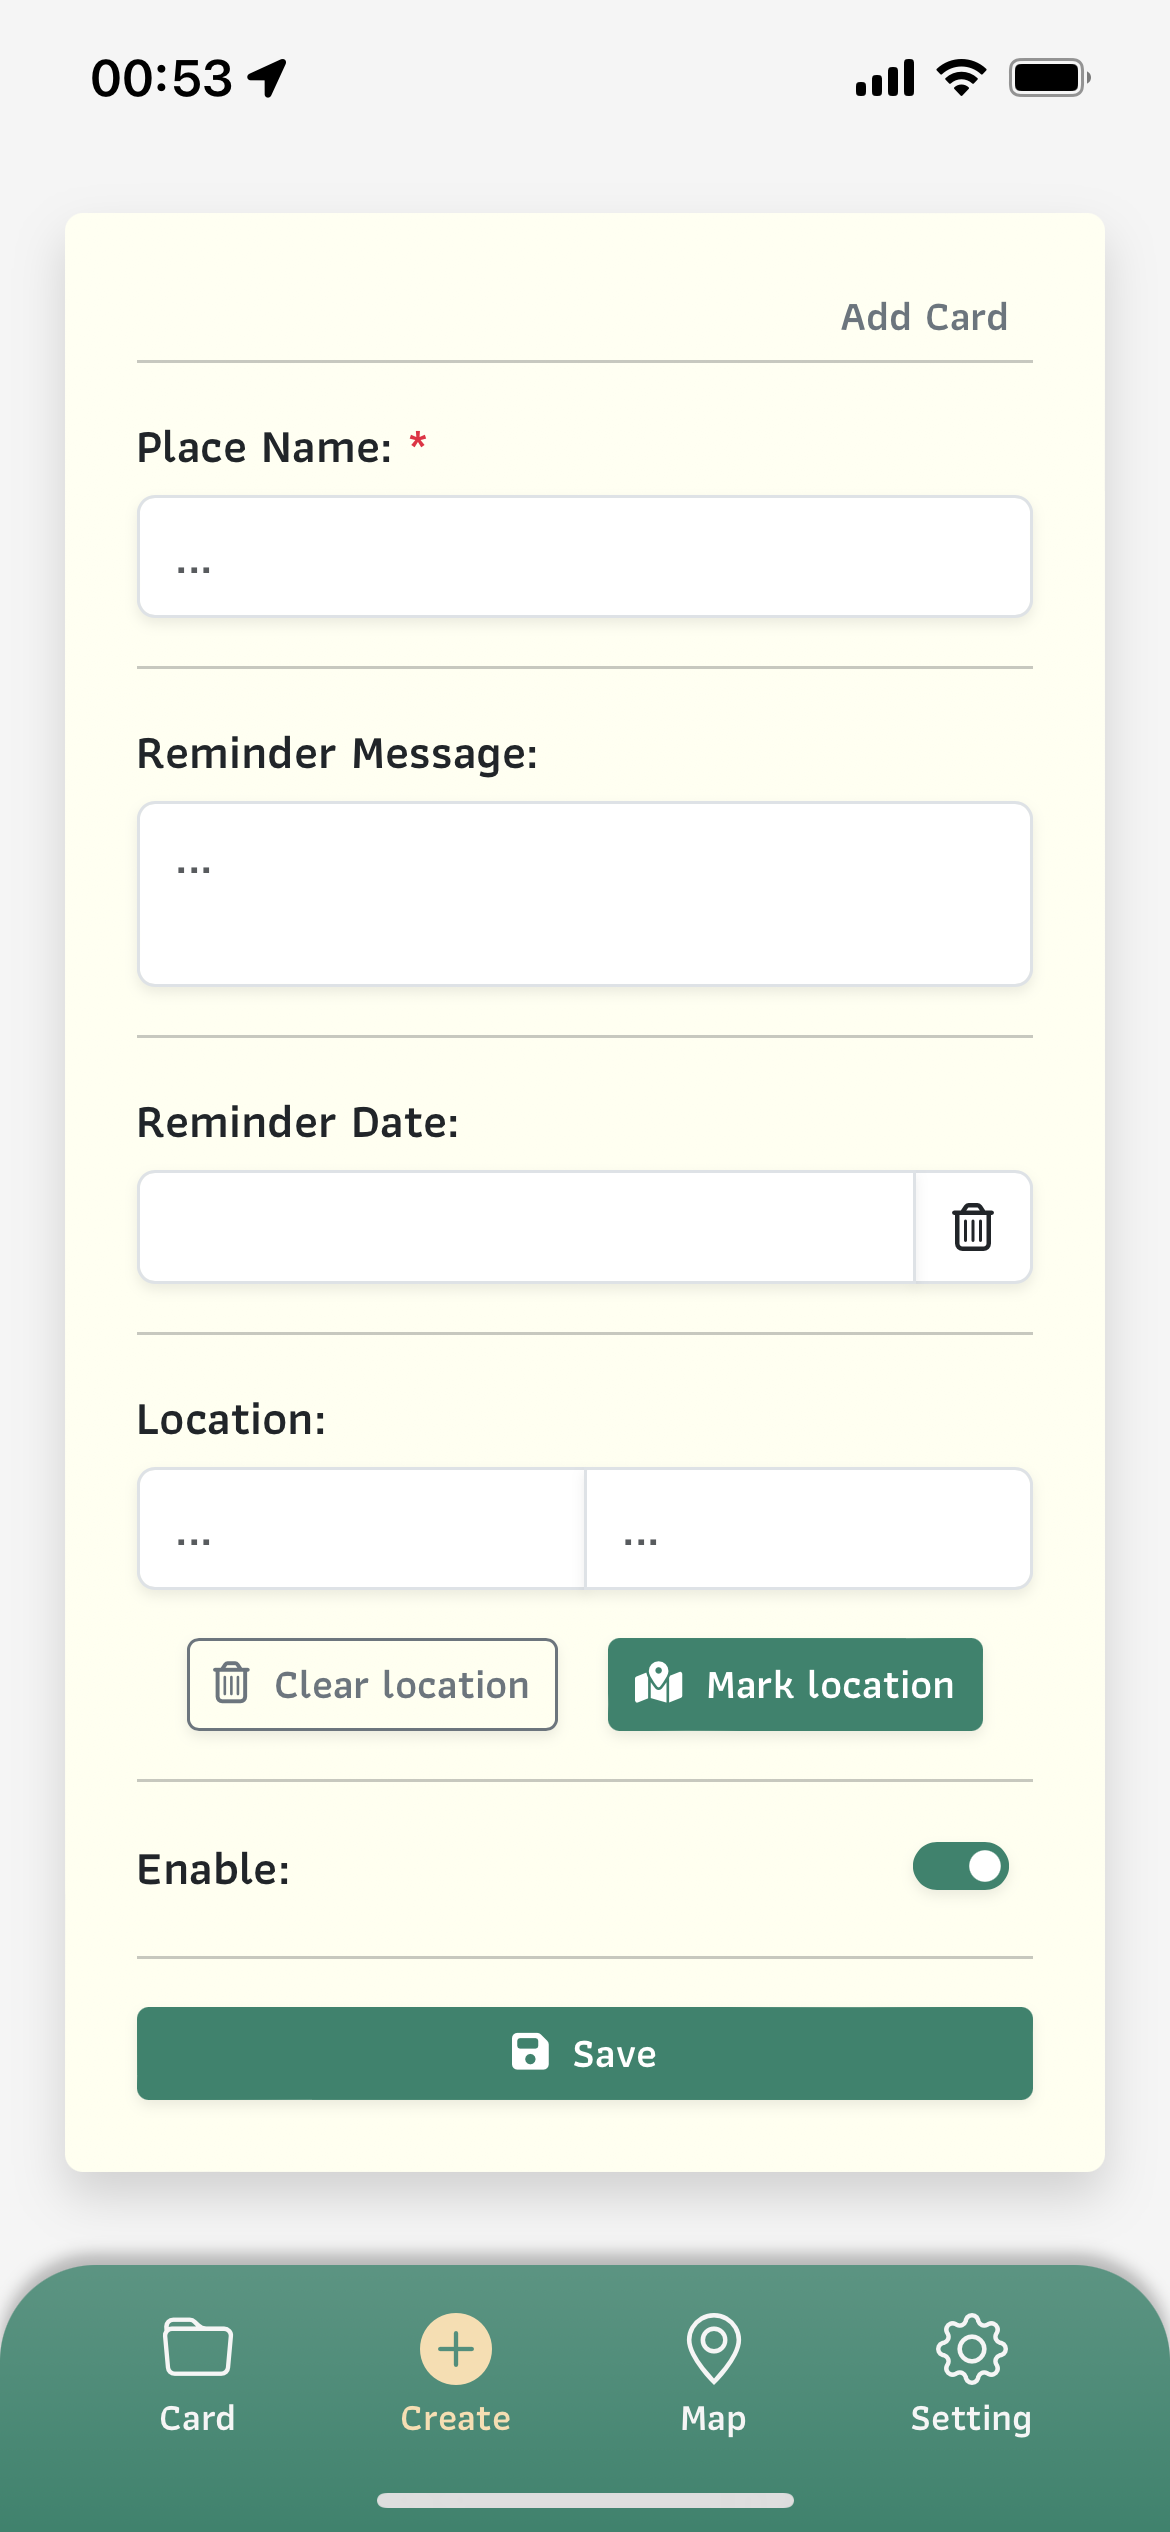 00:53
Add Card
Place Name: *
...
Reminder Message:
...
Reminder Date:
Location:
... ...
Clear location Mark location
Enable:
Save
Card Create Map Setting